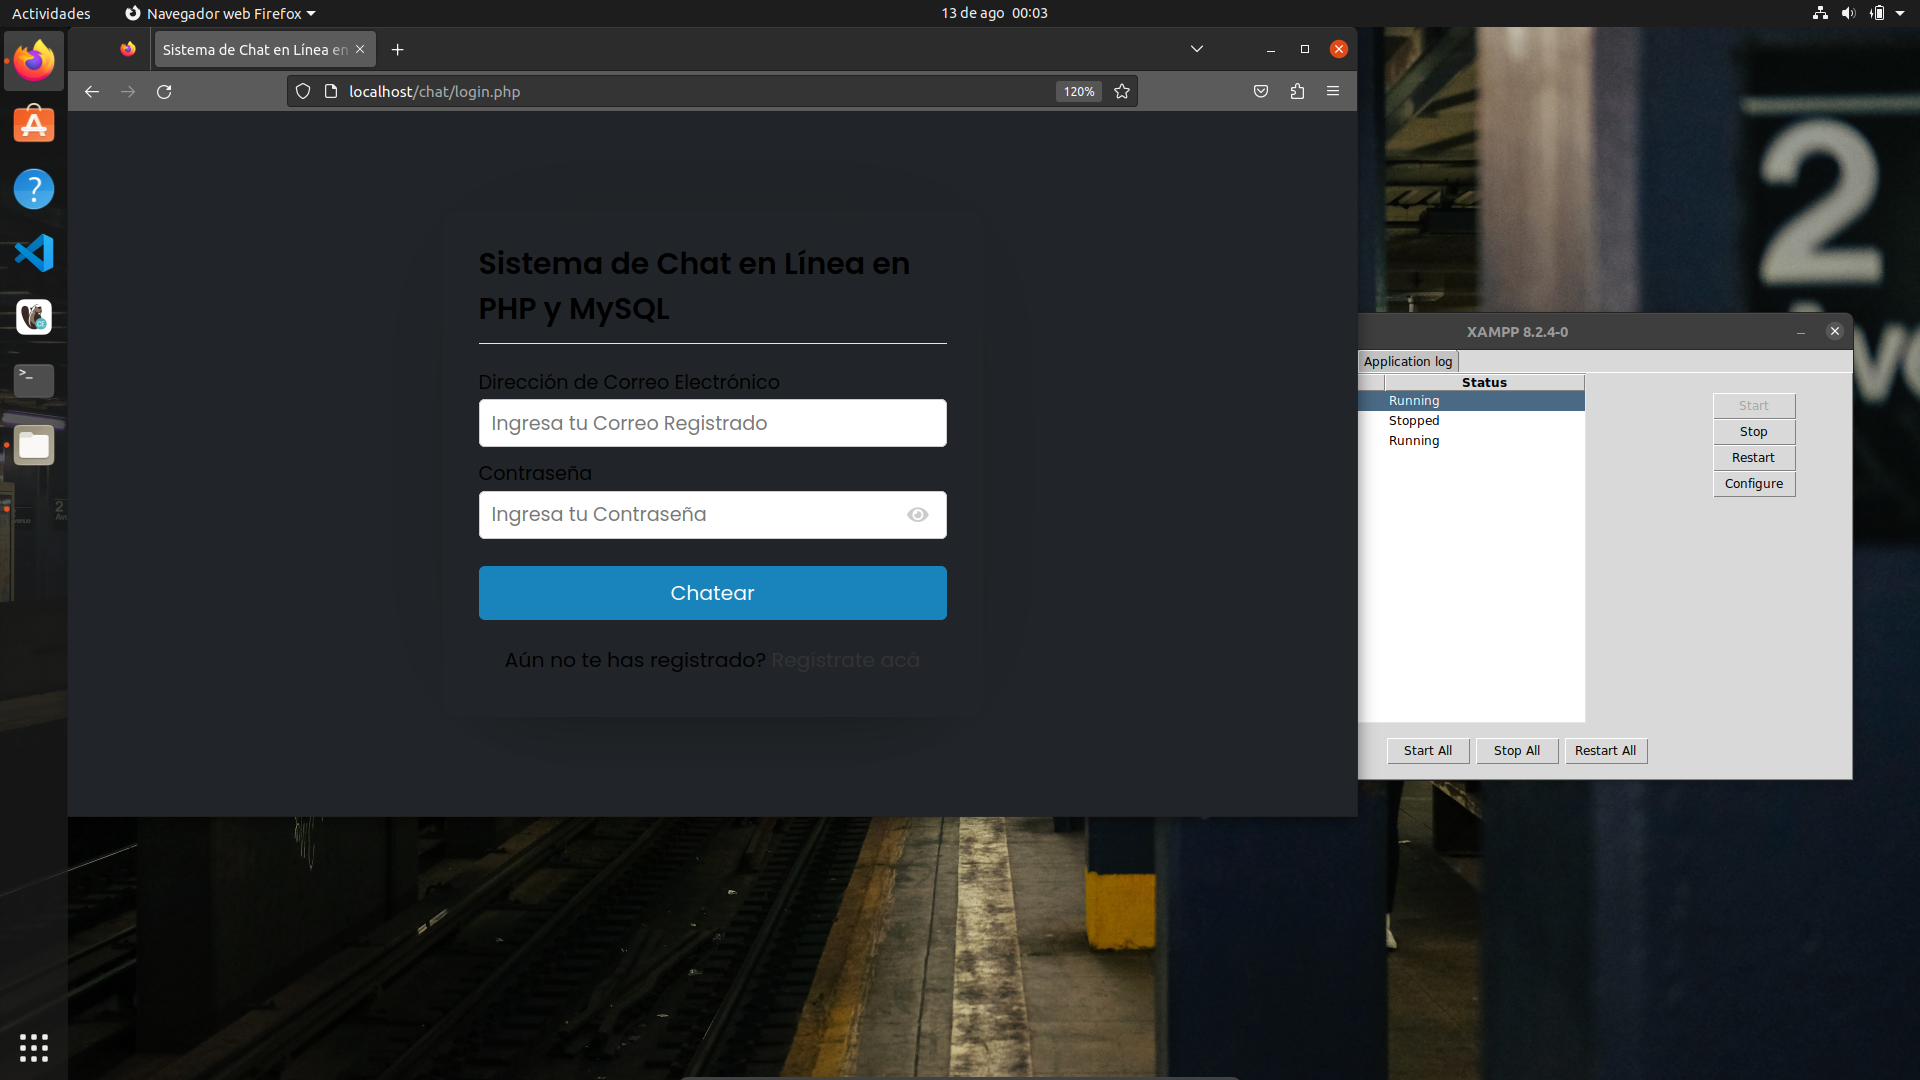 Actividades
Navegador web Firefox
13 de ago 00:03
Sistema de Chat en Línea en
localhost/chat/login.php
120%
Sistema de Chat en Línea en
PHP y MySQL
Dirección de Correo Electrónico
Ingresa tu Correo Registrado
Contraseña
Ingresa tu Contraseña
Chatear
Aún no te has registrado? Registrate acá
XAMPP 8.2.4-0
Application log
Status
Running
Stopped
Running
Start
Stop
Restart
Configure
Start All
Stop All
Restart All
2